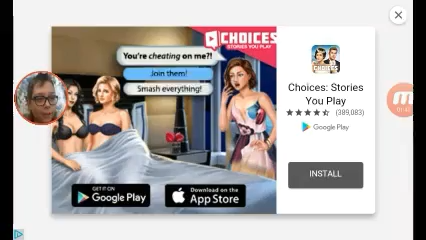 CHOICES
STORIES YOU PLAY
You're cheating on me?!
Join them!
Smash everything!
GET IT ON
Google Play
Download on the
App Store
CHOICES
Choices: Stories
You Play
(389,083)
Google Play
INSTALL